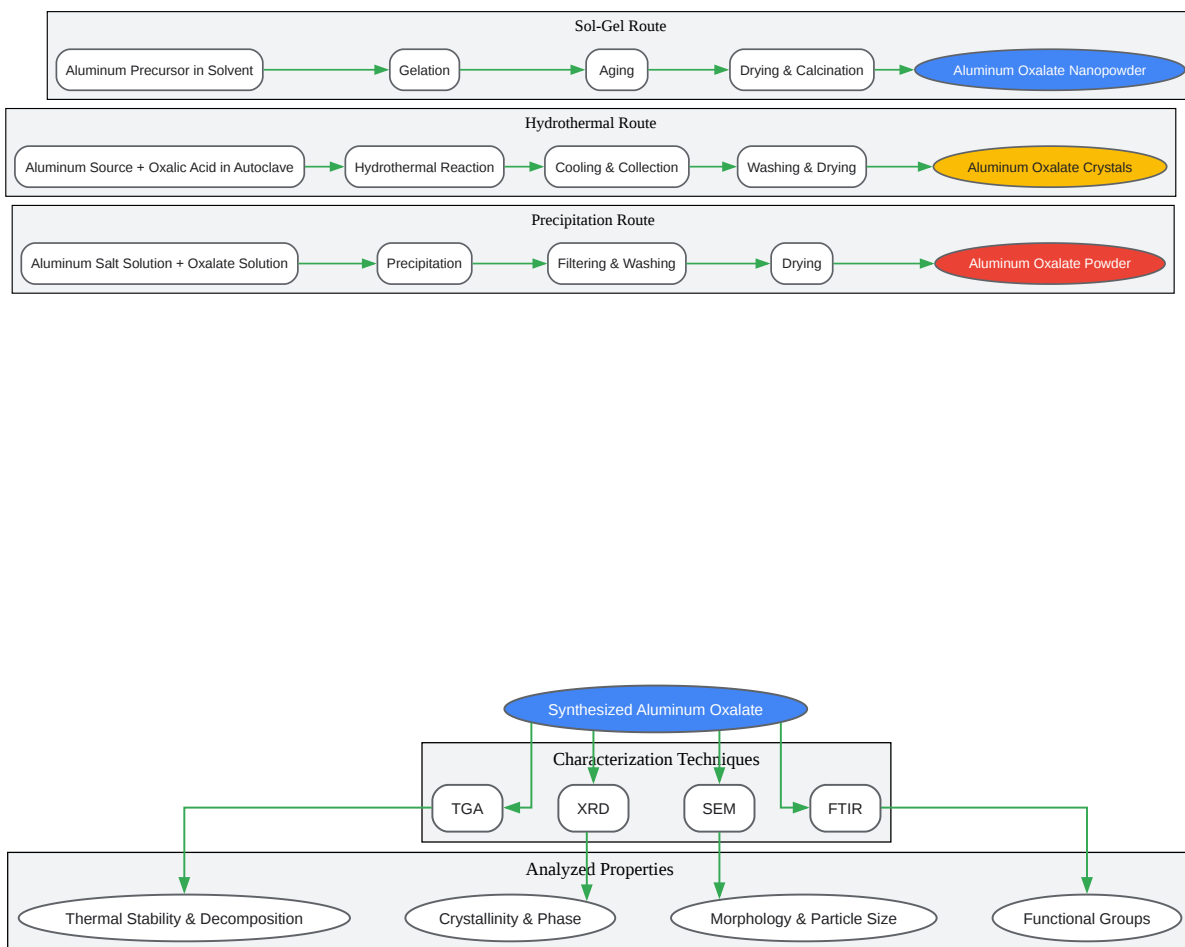 Sol-Gel Route
Aluminum Precursor in Solvent
Gelation
Aging
Drying & Calcination
Aluminum Oxalate Nanopowder
Hydrothermal Route
Aluminum Source + Oxalic Acid in Autoclave
Hydrothermal Reaction
Cooling & Collection
Washing & Drying
Aluminum Oxalate Crystals
Precipitation Route
Aluminum Salt Solution + Oxalate Solution
Precipitation
Filtering & Washing
Drying
Aluminum Oxalate Powder
Synthesized Aluminum Oxalate
Characterization Techniques
TGA
XRD
SEM
FTIR
Analyzed Properties
Thermal Stability & Decomposition
Crystallinity & Phase
Morphology & Particle Size
Functional Groups